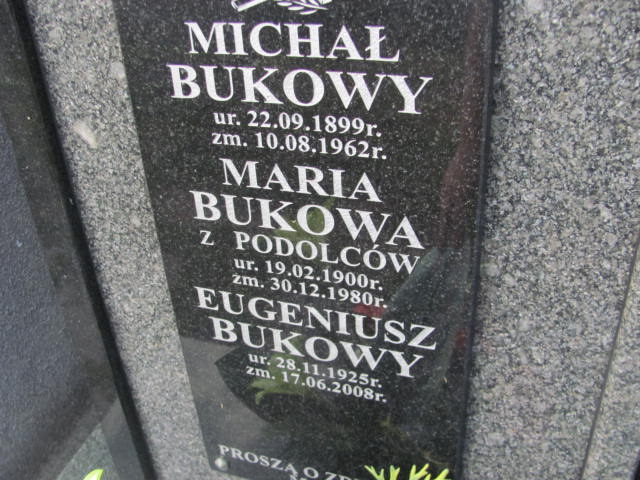 MICHAŁ
BUKOWY
ur. 22.09.1899r.
zm. 10.08.1962r.
MARIA
BUKOWA
Z PODOLCÓW
ur. 19.02.1900r.
zm. 30.12.1980r.
EUGENIUSZ
BUKOWY
ur. 28.11.1925r.
zm. 17.06.2008r.
PROSZĄ O